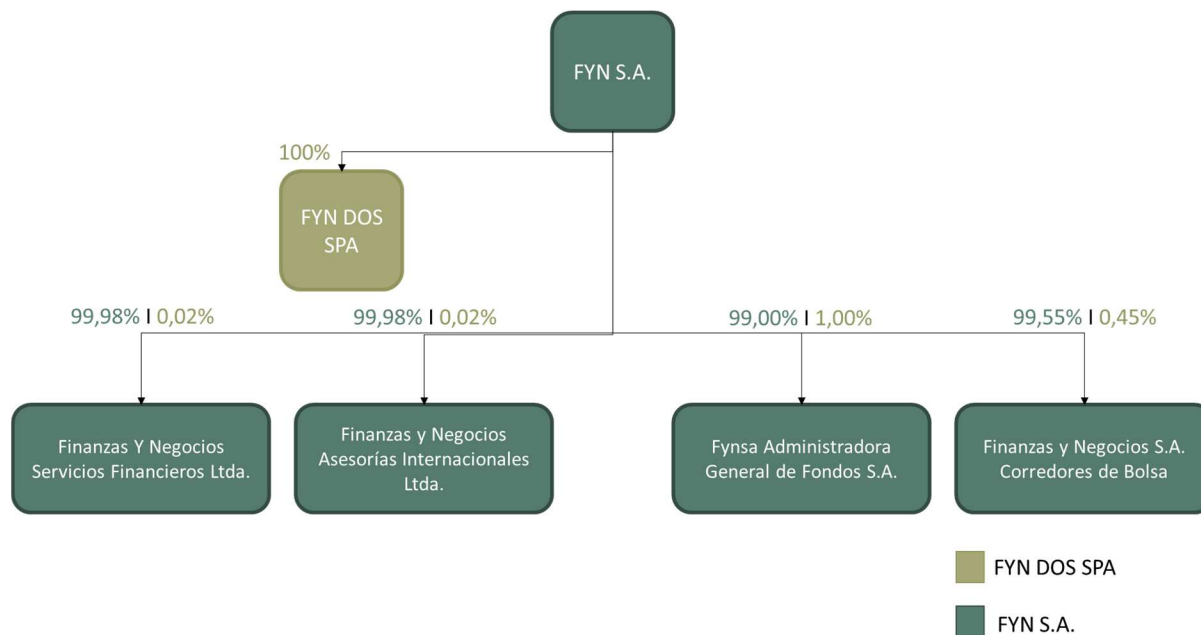 FYN S.A.
100%
FYN DOS
SPA
99,98% I 0,02%
99,98% I 0,02%
99,00% I 1,00%
99,55% I 0,45%
Finanzas Y Negocios
Servicios Financieros Ltda.
Finanzas y Negocios
Asesorías Internacionales
Ltda.
Fynsa Administradora
General de Fondos S.A.
Finanzas y Negocios S.A.
Corredores de Bolsa
FYN DOS SPA
FYN S.A.